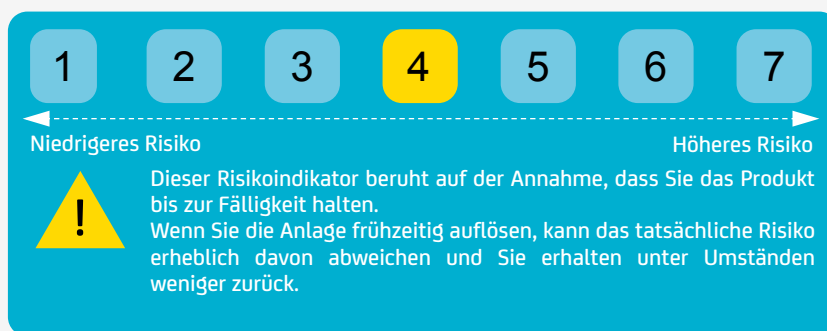 1 2 3 4 5 6 7
Niedrigeres Risiko Höheres Risiko
!
Dieser Risikoindikator beruht auf der Annahme, dass Sie das Produkt
bis zur Fälligkeit halten.
Wenn Sie die Anlage frühzeitig auflösen, kann das tatsächliche Risiko
erheblich davon abweichen und Sie erhalten unter Umständen
weniger zurück.